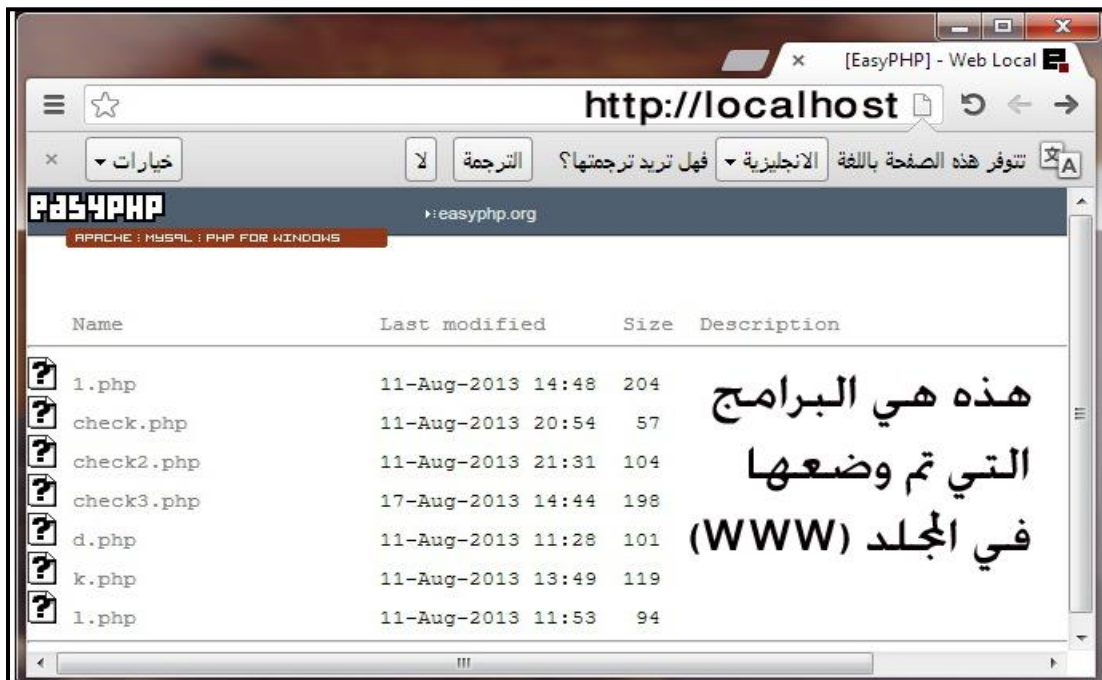 [EasyPHP] - Web Local
http://localhost
تتوفر هذه الصفحة باللغة الانجليزية فهل تريد ترجمتها؟ الترجمة لا خيارات
easyPHP
easyphp.org
APACHE : MYSQL : PHP FOR WINDOWS
Name Last modified Size Description
1.php 11-Aug-2013 14:48 204
check.php 11-Aug-2013 20:54 57
check2.php 11-Aug-2013 21:31 104
check3.php 17-Aug-2013 14:44 198
d.php 11-Aug-2013 11:28 101
k.php 11-Aug-2013 13:49 119
l.php 11-Aug-2013 11:53 94
هذه هي البرامج
التي تم وضعها
في المجلد (WWW)